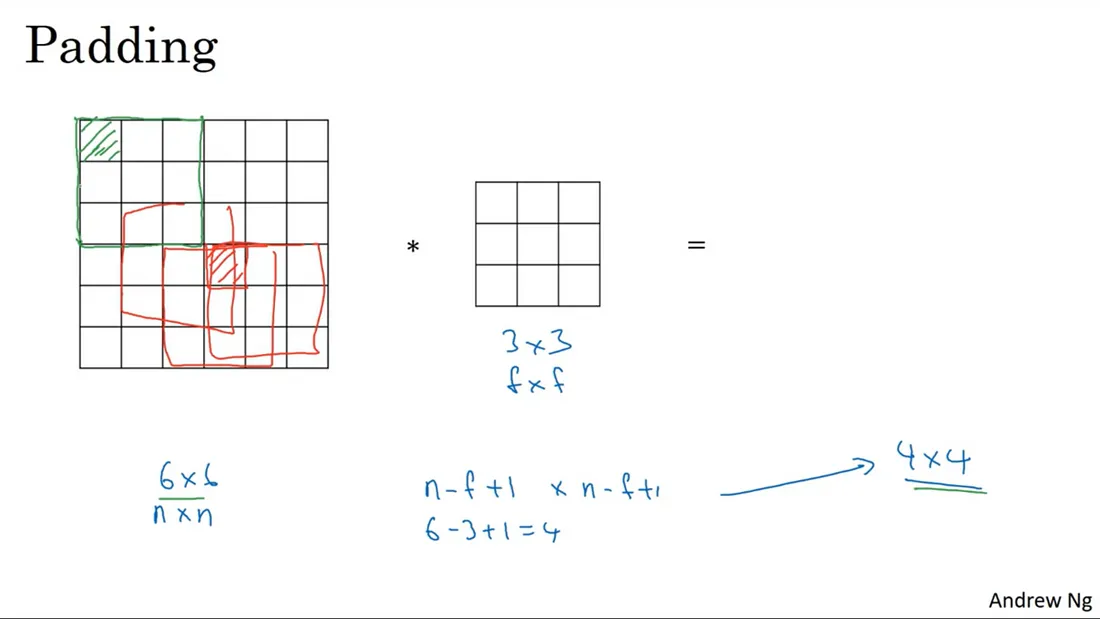 Padding
*
=
3 × 3
f × f
6 × 6
n × n
n - f + 1 × n - f + 1
6 - 3 + 1 = 4
4 × 4
Andrew Ng